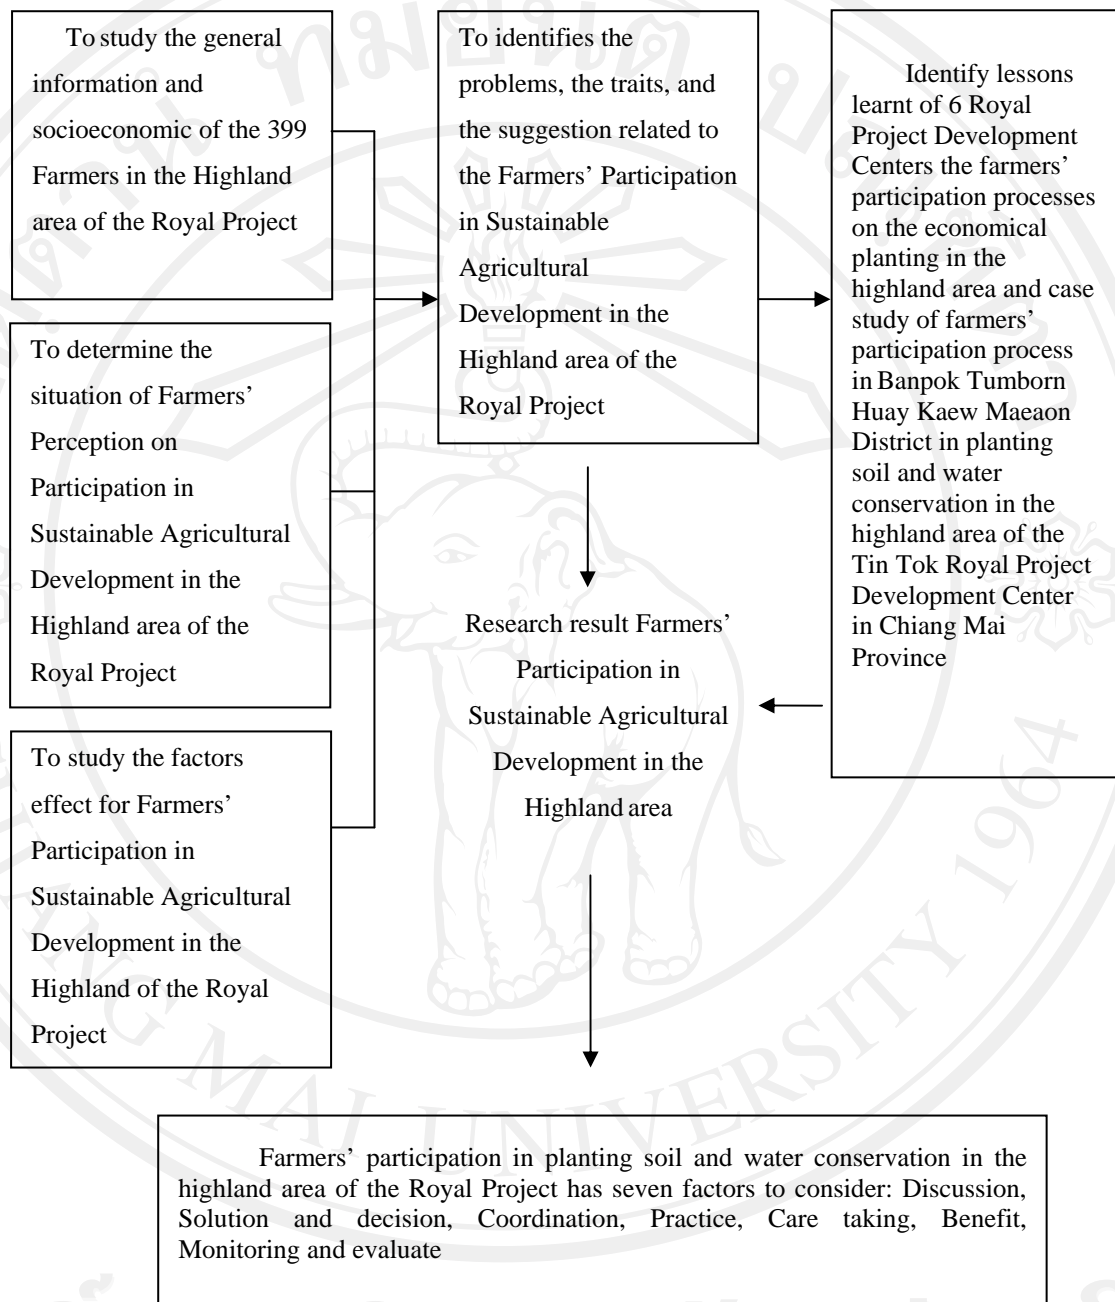 To study the general
information and
socioeconomic of the 399
Farmers in the Highland
area of the Royal Project
To determine the
situation of Farmers’
Perception on
Participation in
Sustainable Agricultural
Development in the
Highland area of the
Royal Project
To study the factors
effect for Farmers’
Participation in
Sustainable Agricultural
Development in the
Highland of the Royal
Project
To identifies the
problems, the traits, and
the suggestion related to
the Farmers’ Participation
in Sustainable
Agricultural
Development in the
Highland area of the
Royal Project
Identify lessons
learnt of 6 Royal
Project Development
Centers the farmers’
participation processes
on the economical
planting in the
highland area and case
study of farmers’
participation process
in Banpok Tumborn
Huay Kaew Maeaon
District in planting
soil and water
conservation in the
highland area of the
Tin Tok Royal Project
Development Center
in Chiang Mai
Province
Research result Farmers’
Participation in
Sustainable Agricultural
Development in the
Highland area
Farmers’ participation in planting soil and water conservation in the
highland area of the Royal Project has seven factors to consider: Discussion,
Solution and decision, Coordination, Practice, Care taking, Benefit,
Monitoring and evaluate
MAI UNIVERSITY 1964